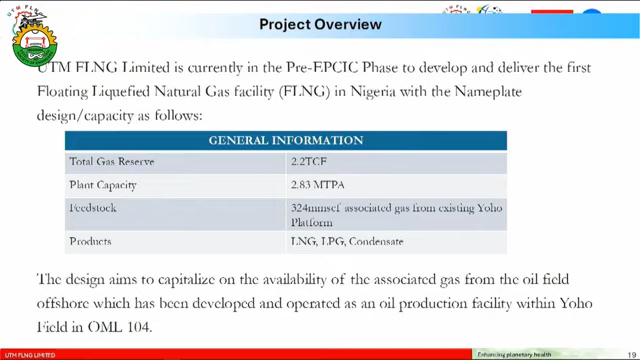 Project Overview
UTM FLNG Limited is currently in the Pre-EPCIC Phase to develop and deliver the first
Floating Liquefied Natural Gas facility (FLNG) in Nigeria with the Nameplate
design/capacity as follows:
GENERAL INFORMATION
Total Gas Reserve 2.2TCF
Plant Capacity 2.83 MTPA
Feedstock 324mmscf associated gas from existing Yoho
Platform
Products LNG, LPG, Condensate
The design aims to capitalize on the availability of the associated gas from the oil field
offshore which has been developed and operated as an oil production facility within Yoho
Field in OML 104.
UTM FLNG LIMITED
Enhancing planetary health
19